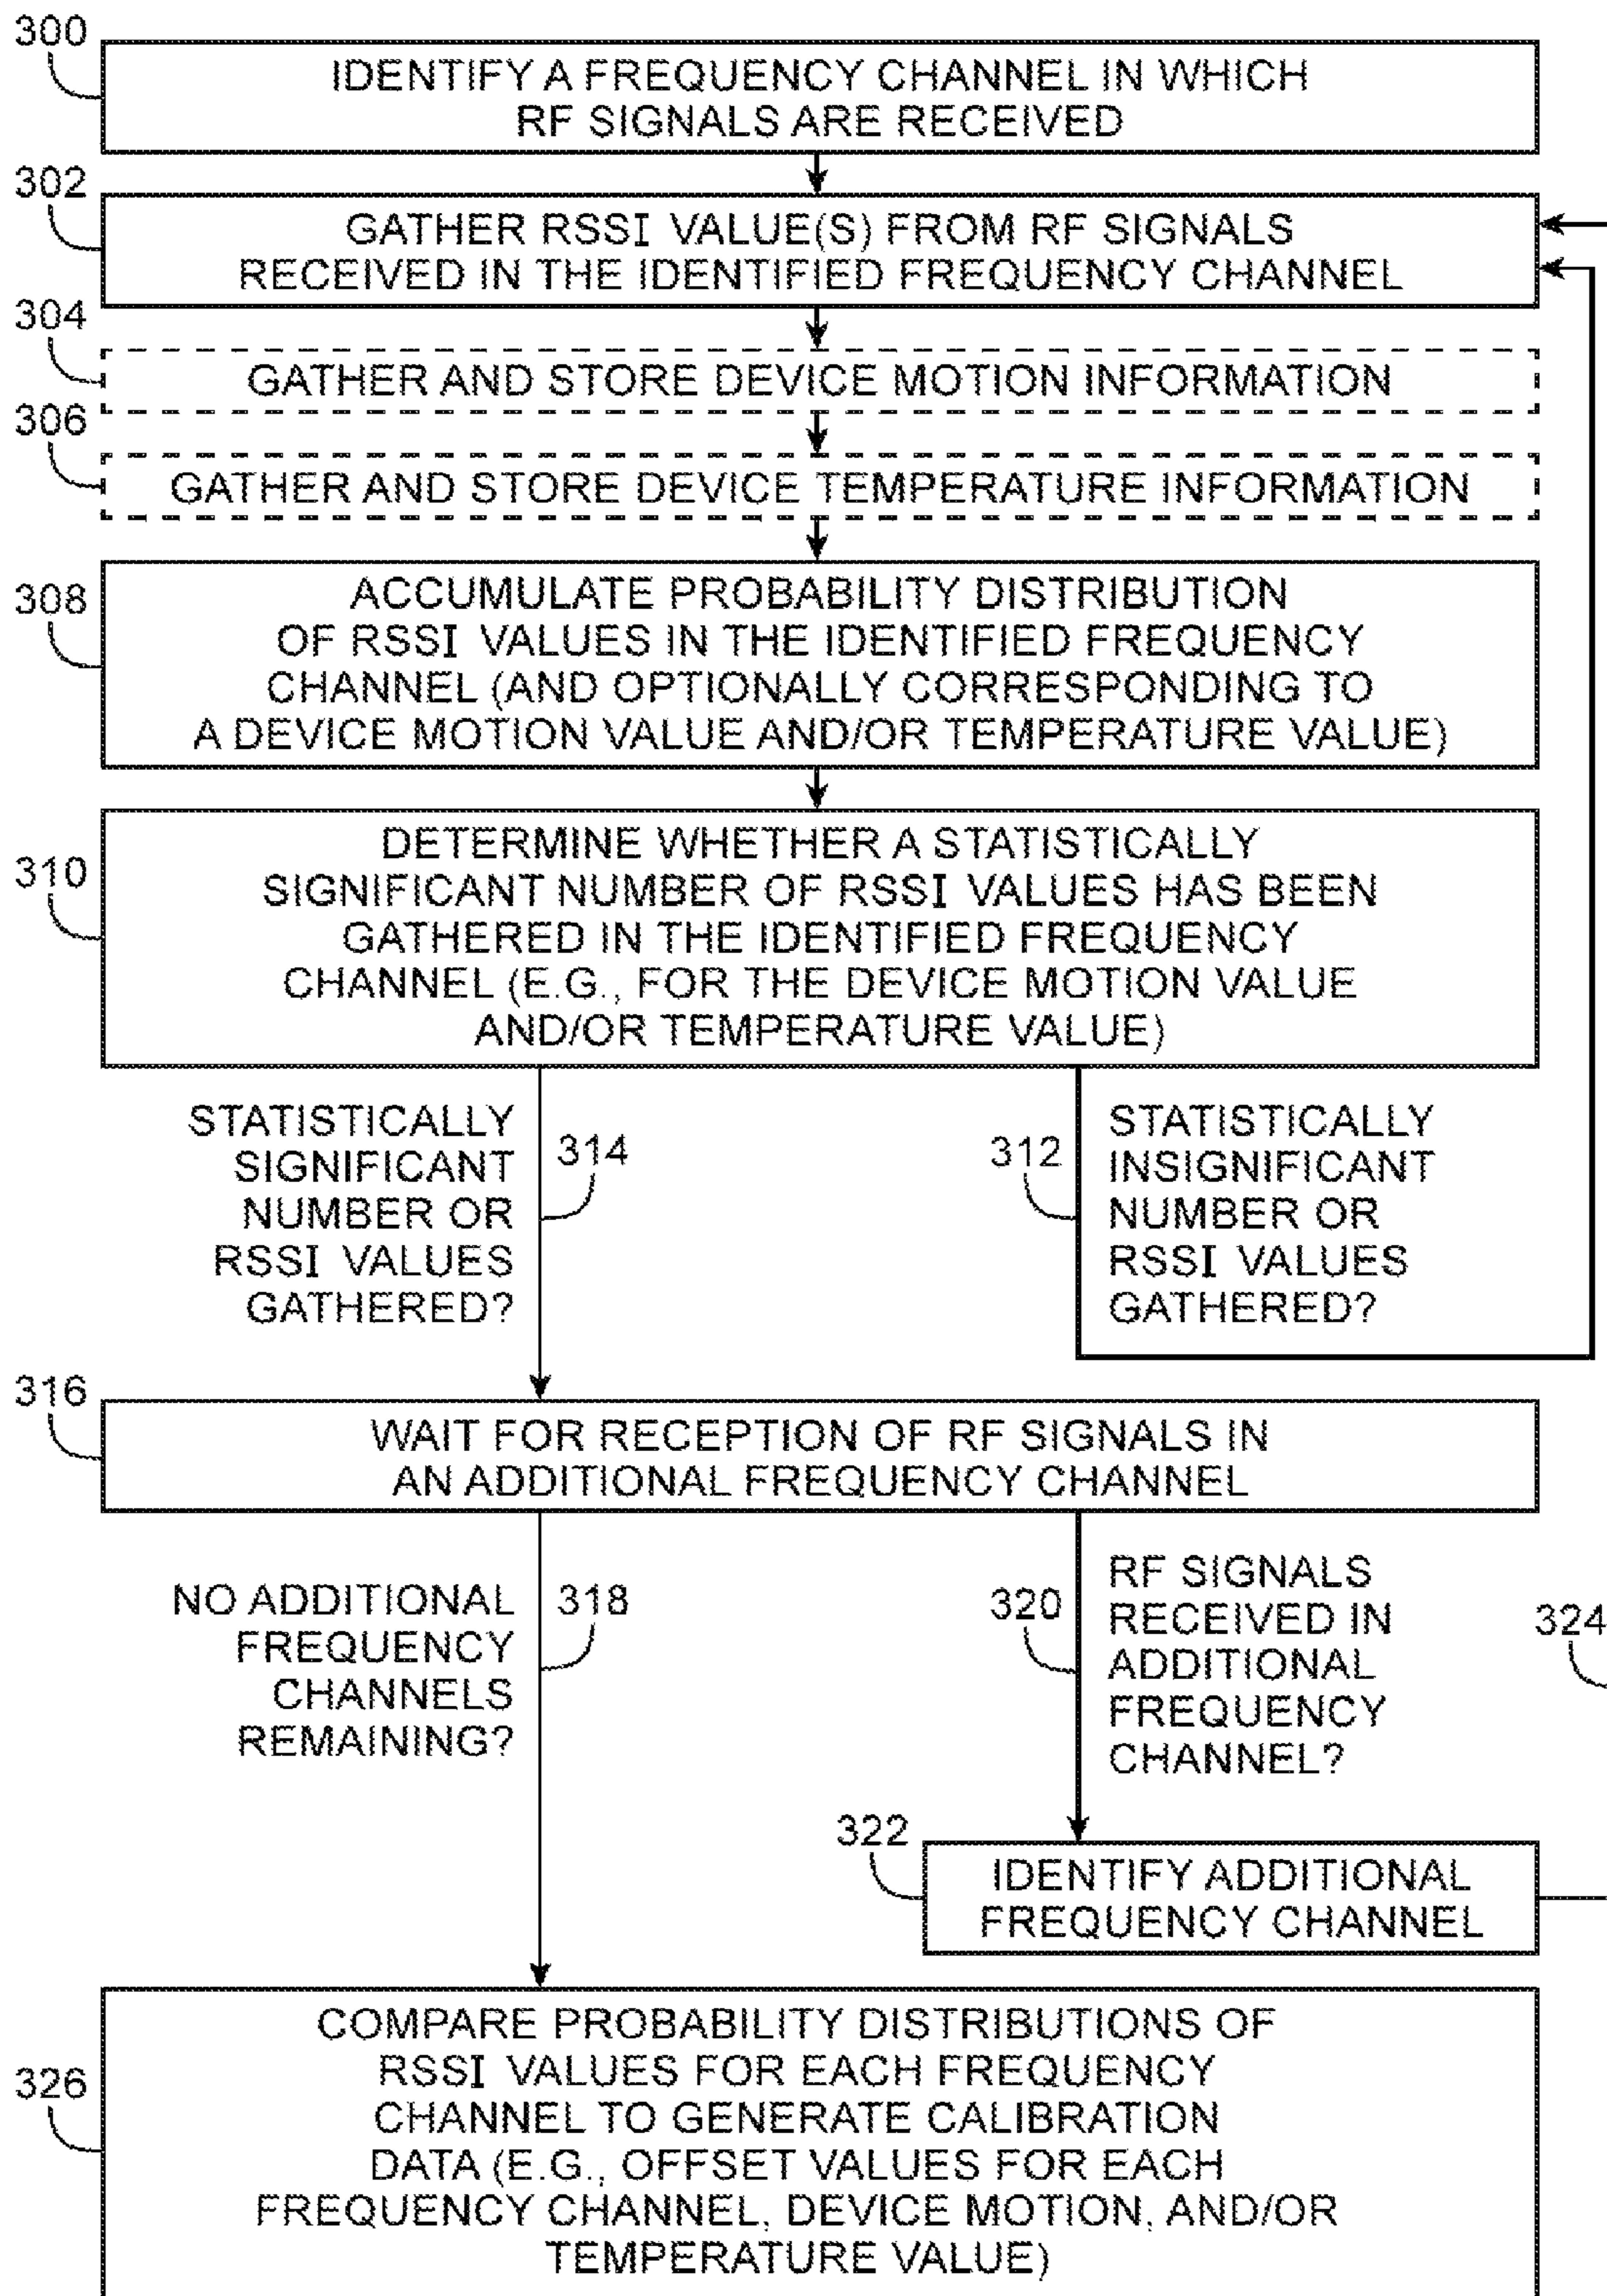 300
IDENTIFY A FREQUENCY CHANNEL IN WHICH
RF SIGNALS ARE RECEIVED
302
GATHER RSSI VALUE(S) FROM RF SIGNALS
RECEIVED IN THE IDENTIFIED FREQUENCY CHANNEL
304
GATHER AND STORE DEVICE MOTION INFORMATION
306
GATHER AND STORE DEVICE TEMPERATURE INFORMATION
308
ACCUMULATE PROBABILITY DISTRIBUTION
OF RSSI VALUES IN THE IDENTIFIED FREQUENCY
CHANNEL (AND OPTIONALLY CORRESPONDING TO
A DEVICE MOTION VALUE AND/OR TEMPERATURE VALUE)
310
DETERMINE WHETHER A STATISTICALLY
SIGNIFICANT NUMBER OF RSSI VALUES HAS BEEN
GATHERED IN THE IDENTIFIED FREQUENCY
CHANNEL (E.G., FOR THE DEVICE MOTION VALUE
AND/OR TEMPERATURE VALUE)
STATISTICALLY
SIGNIFICANT
NUMBER OR
RSSI VALUES
GATHERED?
314
312
STATISTICALLY
INSIGNIFICANT
NUMBER OR
RSSI VALUES
GATHERED?
316
WAIT FOR RECEPTION OF RF SIGNALS IN
AN ADDITIONAL FREQUENCY CHANNEL
NO ADDITIONAL
FREQUENCY
CHANNELS
REMAINING?
318
320
RF SIGNALS
RECEIVED IN
ADDITIONAL
FREQUENCY
CHANNEL?
324
322
IDENTIFY ADDITIONAL
FREQUENCY CHANNEL
326
COMPARE PROBABILITY DISTRIBUTIONS OF
RSSI VALUES FOR EACH FREQUENCY
CHANNEL TO GENERATE CALIBRATION
DATA (E.G., OFFSET VALUES FOR EACH
FREQUENCY CHANNEL, DEVICE MOTION, AND/OR
TEMPERATURE VALUE)